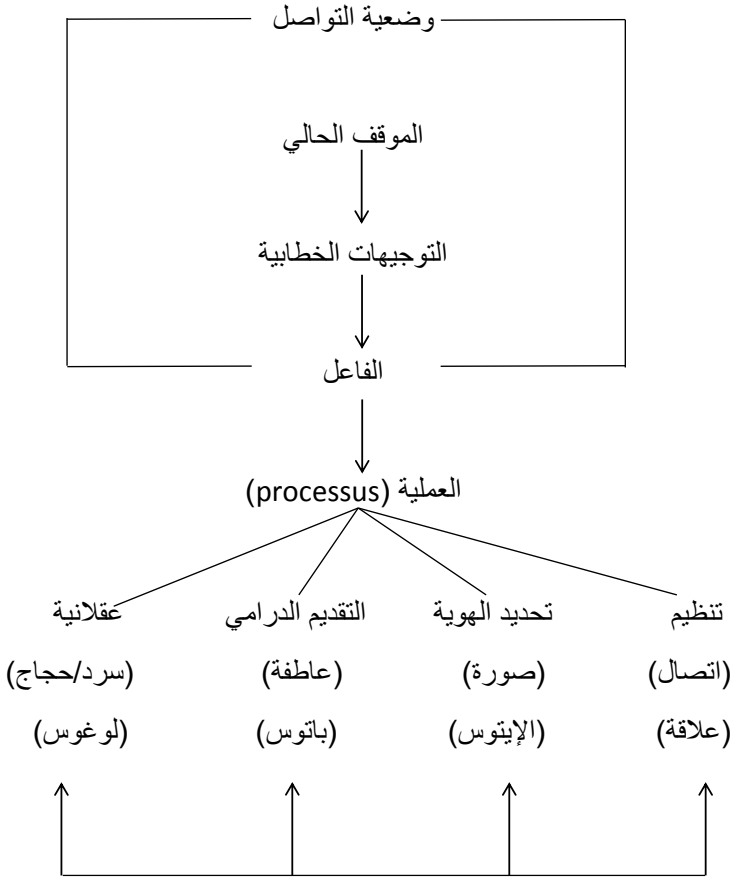 وضعية التواصل
الموقف الحالي
التوجيهات الخطابية
الفاعل
العملية (processus)
تنظيم تحديد الهوية التقديم الدرامي عقلانية
(اتصال) (صورة) (عاطفة) (سرد/حجاج)
(علاقة) (الإيتوس) (باتوس) (لوغوس)